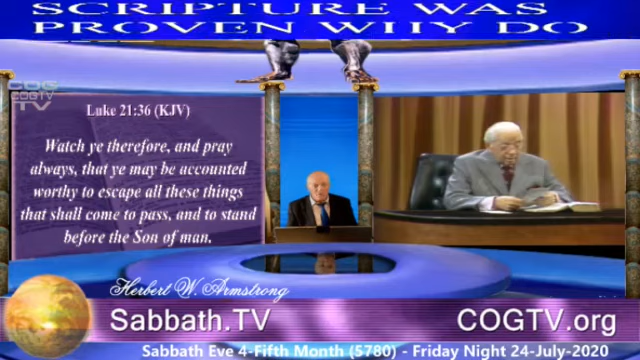 SCRIPTURE WAS
PROVEN WHY DO
COG
COGTV
TV
Luke 21:36 (KJV)
Watch ye therefore, and pray
always, that ye may be accounted
worthy to escape all these things
that shall come to pass, and to stand
before the Son of man.
Herbert W. Armstrong
Sabbath.TV
COGTV.org
Sabbath Eve 4-Fifth Month (5780) - Friday Night 24-July-2020